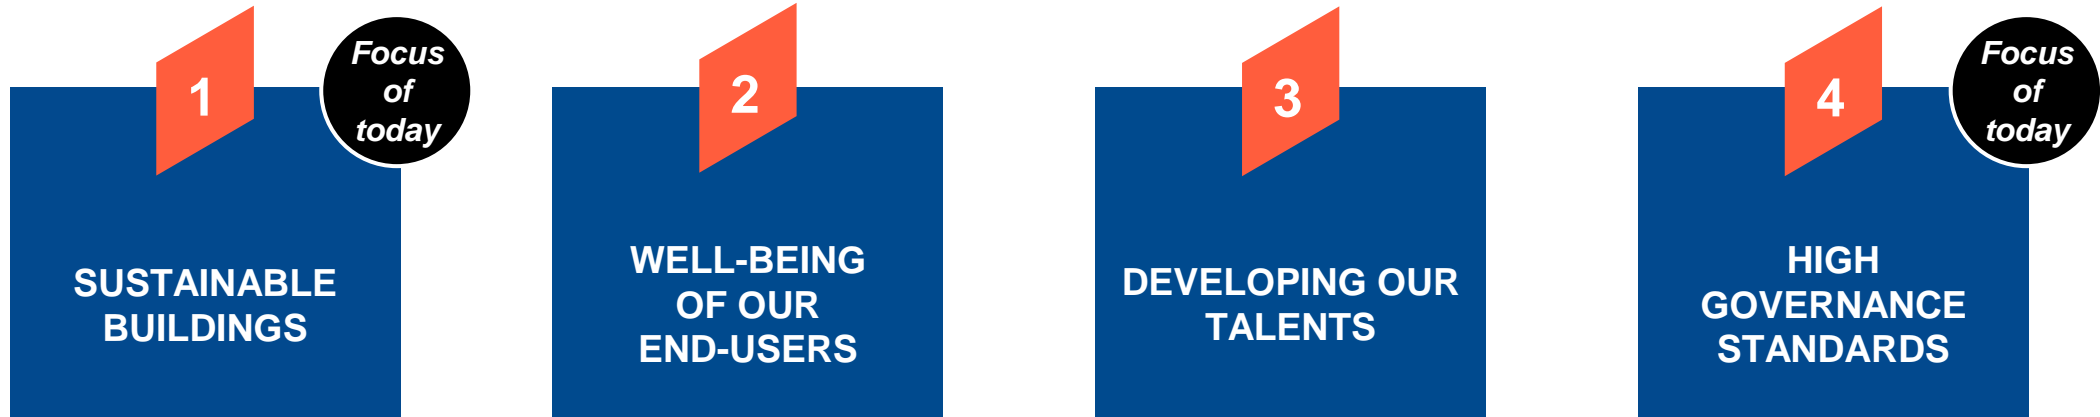 1
Focus
of
today
SUSTAINABLE
BUILDINGS
2
WELL-BEING
OF OUR
END-USERS
3
DEVELOPING OUR
TALENTS
4
Focus
of
today
HIGH
GOVERNANCE
STANDARDS